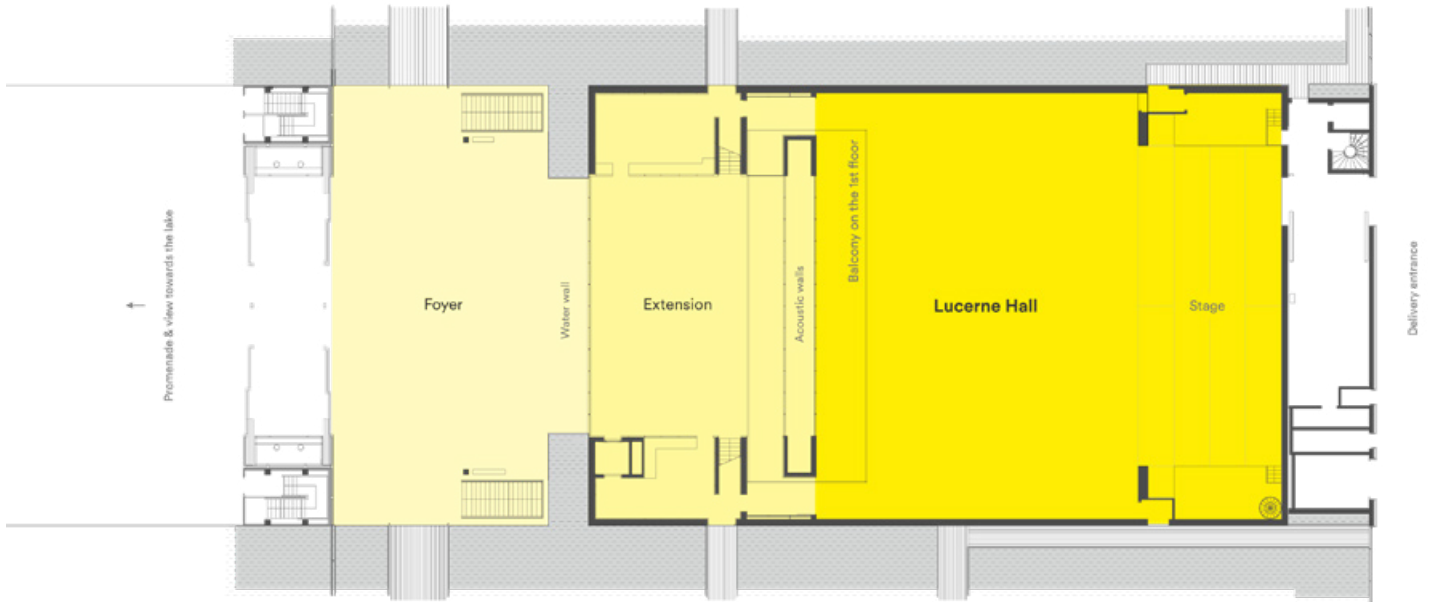 Promenade & view towards the lake
Foyer
Water wall
Extension
Acoustic walls
Balcony on the 1st floor
Lucerne Hall
Stage
Delivery entrance